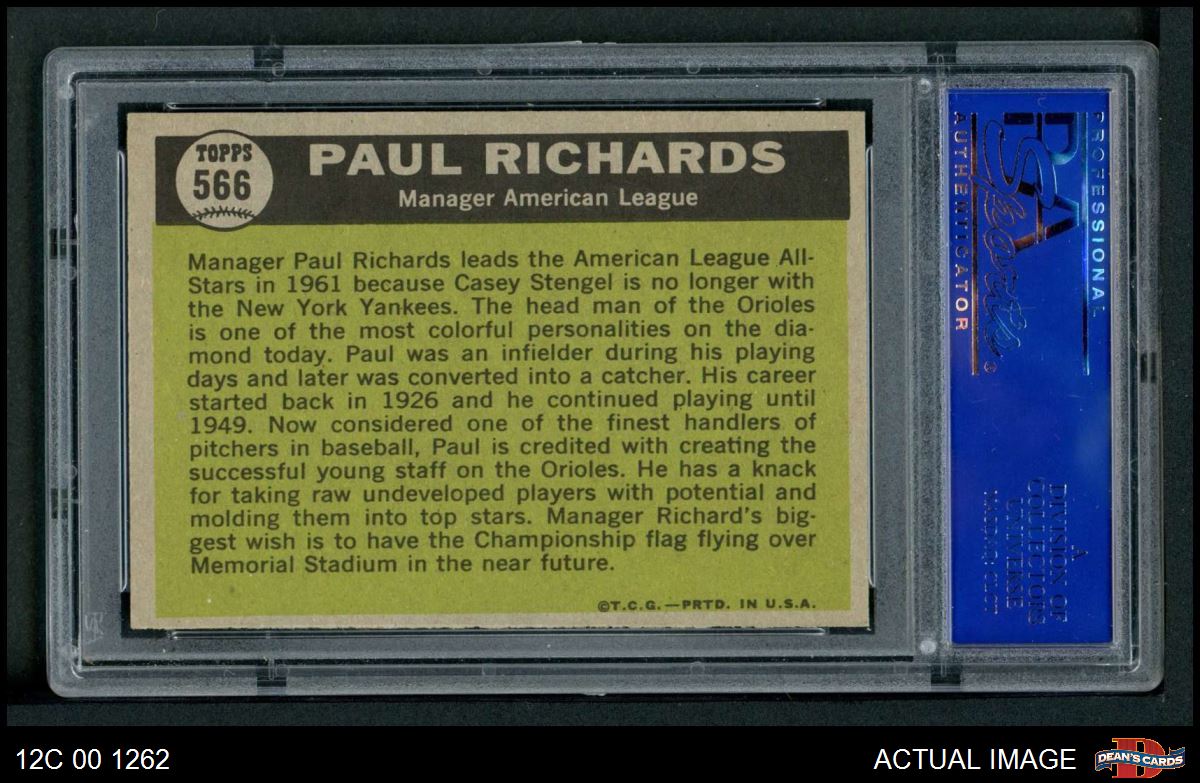 TOPPS
566
PAUL RICHARDS
Manager American League
Manager Paul Richards leads the American League All-
Stars in 1961 because Casey Stengel is no longer with
the New York Yankees. The head man of the Orioles
is one of the most colorful personalities on the dia-
mond today. Paul was an infielder during his playing
days and later was converted into a catcher. His career
started back in 1926 and he continued playing until
1949. Now considered one of the finest handlers of
pitchers in baseball, Paul is credited with creating the
successful young staff on the Orioles. He has a knack
for taking raw undeveloped players with potential and
molding them into top stars. Manager Richard's big-
gest wish is to have the Championship flag flying over
Memorial Stadium in the near future.
©T.C.G.—PRTD. IN U.S.A.
PROFESSIONAL
PSA
Sports
AUTHENTICATOR
A
DIVISION OF
COLLECTORS
UNIVERSE
12C 00 1262
ACTUAL IMAGE
DEAN'S CARDS